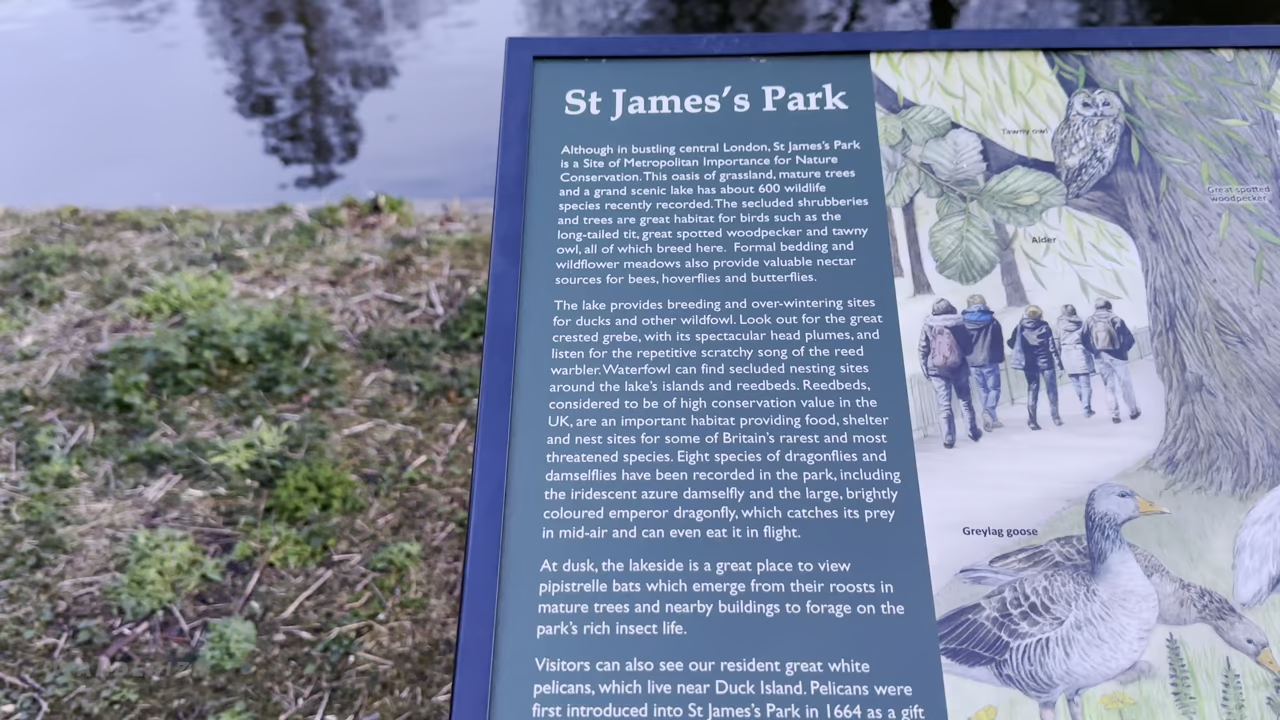 St James's Park
Although in bustling central London, St James's Park
is a Site of Metropolitan Importance for Nature
Conservation. This oasis of grassland, mature trees
and a grand scenic lake has about 600 wildlife
species recently recorded. The secluded shrubberies
and trees are great habitat for birds such as the
long-tailed tit, great spotted woodpecker and tawny
owl, all of which breed here. Formal bedding and
wildflower meadows also provide valuable nectar
sources for bees, hoverflies and butterflies.
The lake provides breeding and over-wintering sites
for ducks and other wildfowl. Look out for the great
crested grebe, with its spectacular head plumes, and
listen for the repetitive scratchy song of the reed
warbler. Waterfowl can find secluded nesting sites
around the lake's islands and reedbeds. Reedbeds,
considered to be of high conservation value in the
UK, are an important habitat providing food, shelter
and nest sites for some of Britain's rarest and most
threatened species. Eight species of dragonflies and
damselflies have been recorded in the park, including
the iridescent azure damselfly and the large, brightly
coloured emperor dragonfly, which catches its prey
in mid-air and can even eat it in flight.
At dusk, the lakeside is a great place to view
pipistrelle bats which emerge from their roosts in
mature trees and nearby buildings to forage on the
park's rich insect life.
Visitors can also see our resident great white
pelicans, which live near Duck Island. Pelicans were
first introduced into St James's Park in 1664 as a gift
Tawny owl
Great spotted
woodpecker
Alder
Greylag goose